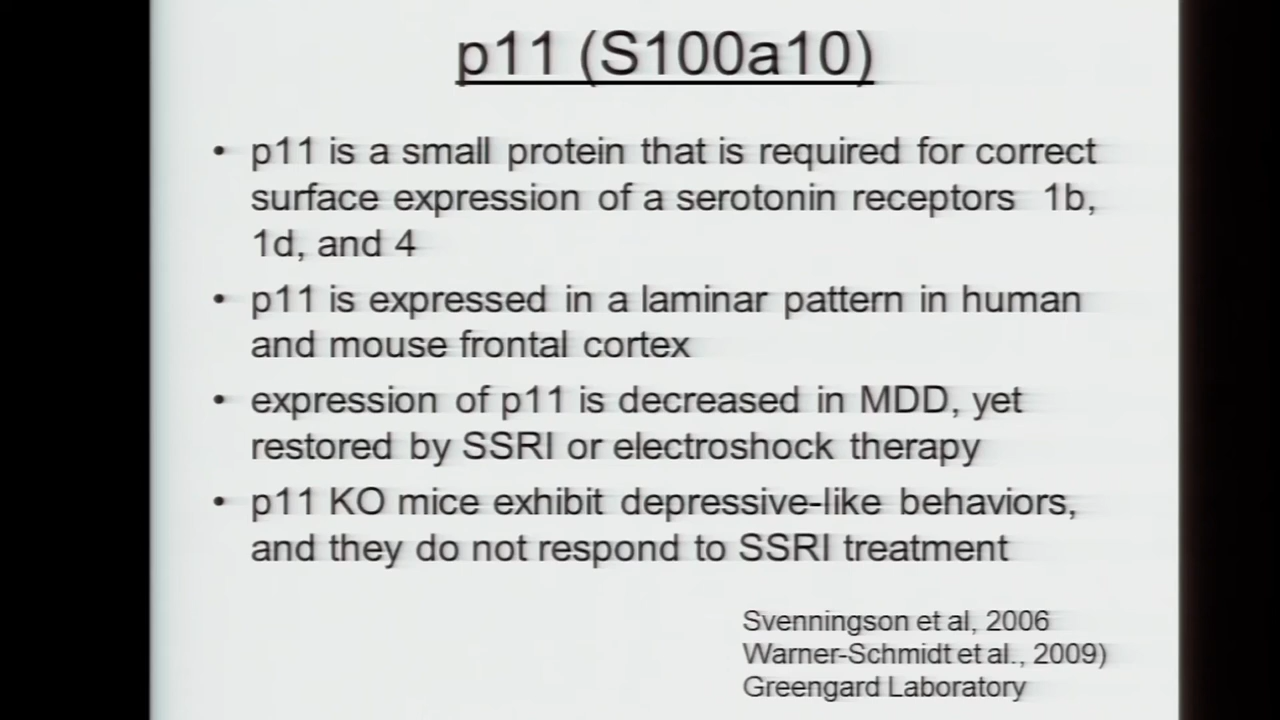 p11 (S100a10)
• p11 is a small protein that is required for correct
surface expression of a serotonin receptors 1b,
1d, and 4
• p11 is expressed in a laminar pattern in human
and mouse frontal cortex
• expression of p11 is decreased in MDD, yet
restored by SSRI or electroshock therapy
• p11 KO mice exhibit depressive-like behaviors,
and they do not respond to SSRI treatment
Svenningson et al, 2006
Warner-Schmidt et al., 2009)
Greengard Laboratory